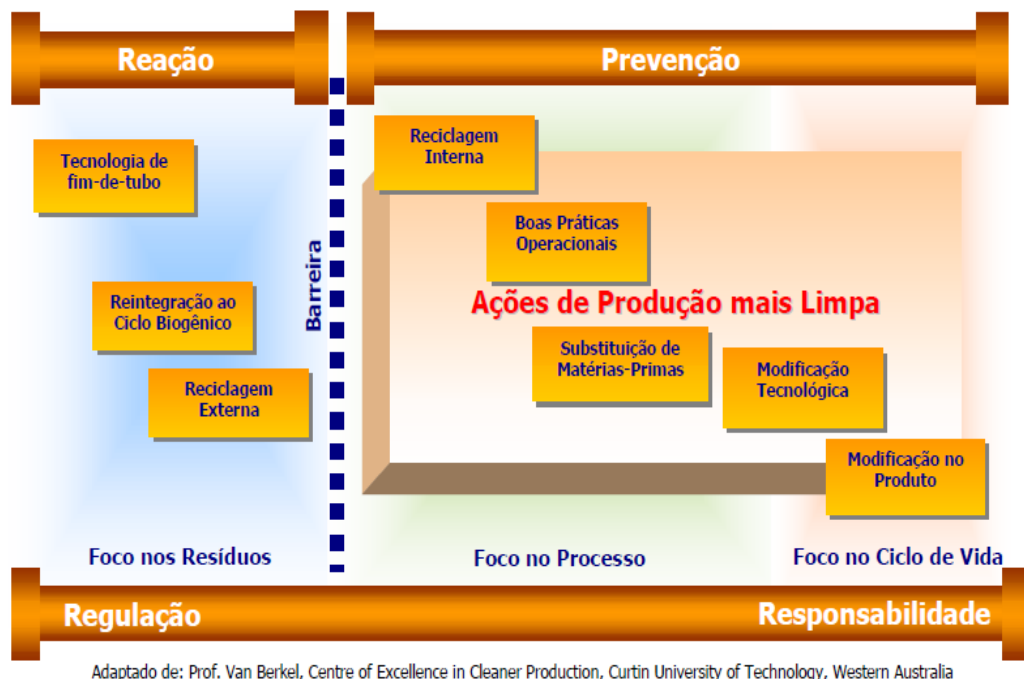 Reação
Prevenção
Tecnologia de
fim-de-tubo
Reciclagem
Interna
Boas Práticas
Operacionais
Barreira
Reintegração ao
Ciclo Biogênico
Ações de Produção mais Limpa
Reciclagem
Externa
Substituição de
Matérias-Primas
Modificação
Tecnológica
Modificação no
Produto
Foco nos Resíduos
Foco no Processo
Foco no Ciclo de Vida
Regulação
Responsabilidade
Adaptado de: Prof. Van Berkel, Centre of Excellence in Cleaner Production, Curtin University of Technology, Western Australia